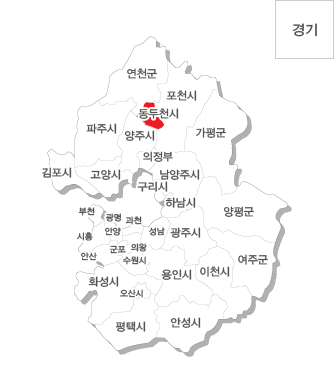 경기
연천군
포천시
동두천시
파주시
양주시
가평군
의정부
김포시
고양시
남양주시
구리시
하남시
부천
광명
과천
양평군
시흥
안양
성남
광주시
군포
의왕
안산
수원시
여주군
이천시
용인시
화성시
오산시
평택시
안성시